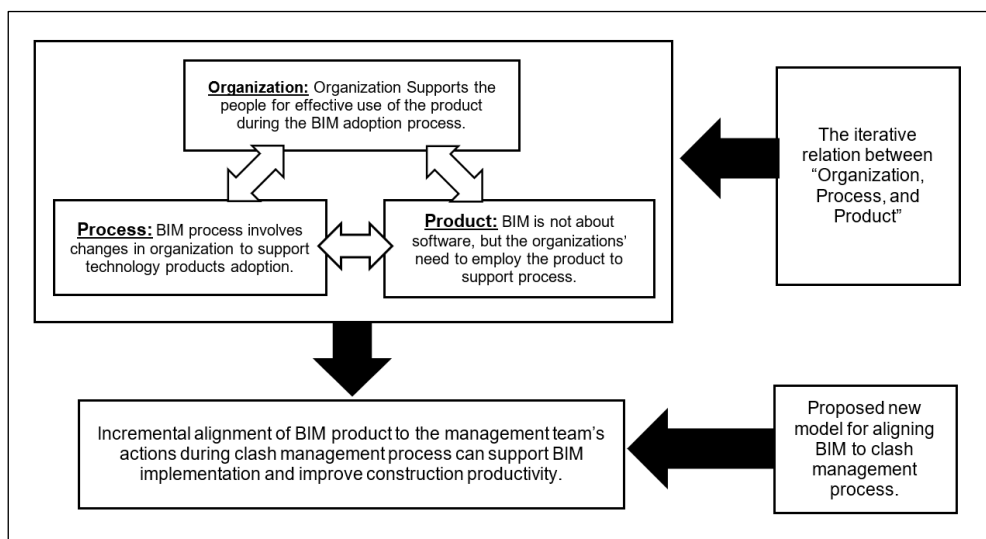 Organization: Organization Supports the
people for effective use of the product
during the BIM adoption process.
Process: BIM process involves
changes in organization to support
technology products adoption.
Product: BIM is not about
software, but the organizations'
need to employ the product to
support process.
The iterative
relation between
“Organization,
Process, and
Product”
Incremental alignment of BIM product to the management team's
actions during clash management process can support BIM
implementation and improve construction productivity.
Proposed new
model for aligning
BIM to clash
management
process.